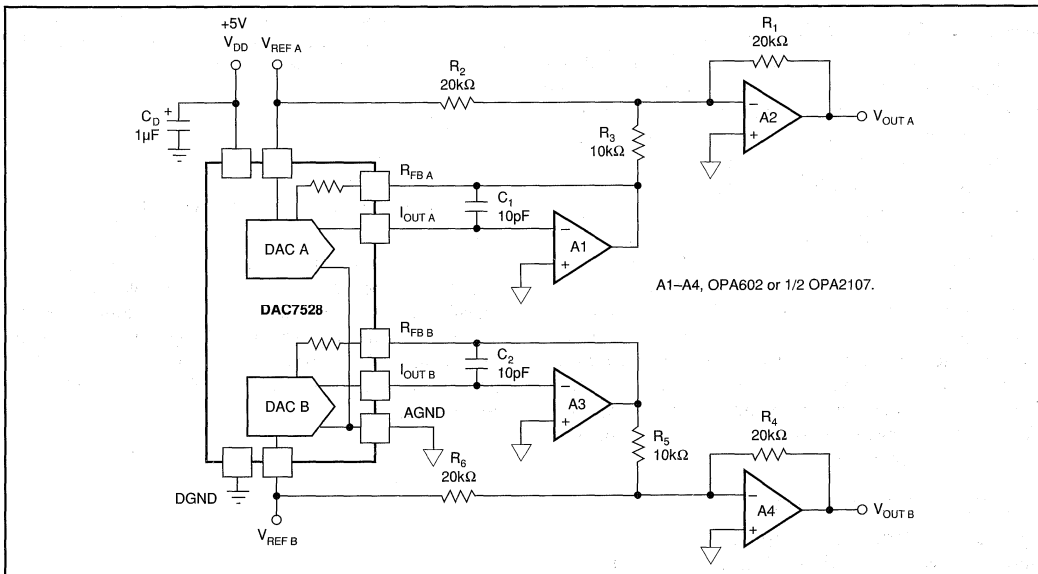 +5V
V_DD
V_REF A
C_D
1µF
+
R_2
20kΩ
R_1
20kΩ
R_3
10kΩ
−
A2
+
V_OUT A
R_FB A
C_1
10pF
I_OUT A
−
A1
+
DAC A
A1–A4, OPA602 or 1/2 OPA2107.
DAC7528
R_FB B
C_2
10pF
I_OUT B
−
A3
+
DAC B
AGND
R_5
10kΩ
R_4
20kΩ
R_6
20kΩ
DGND
V_REF B
−
A4
+
V_OUT B